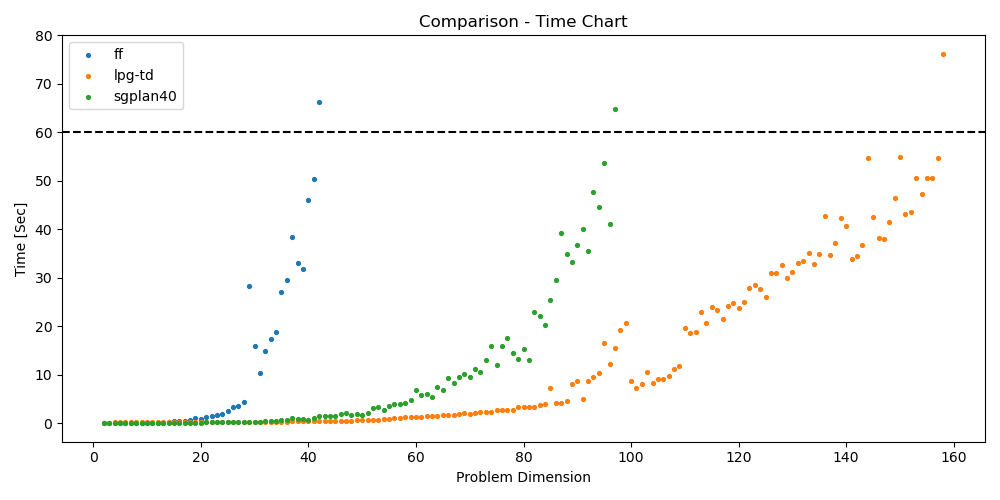 Comparison - Time Chart
ff
lpg-td
sgplan40
Time [Sec]
80
70
60
50
40
30
20
10
0
0 20 40 60 80 100 120 140 160
Problem Dimension